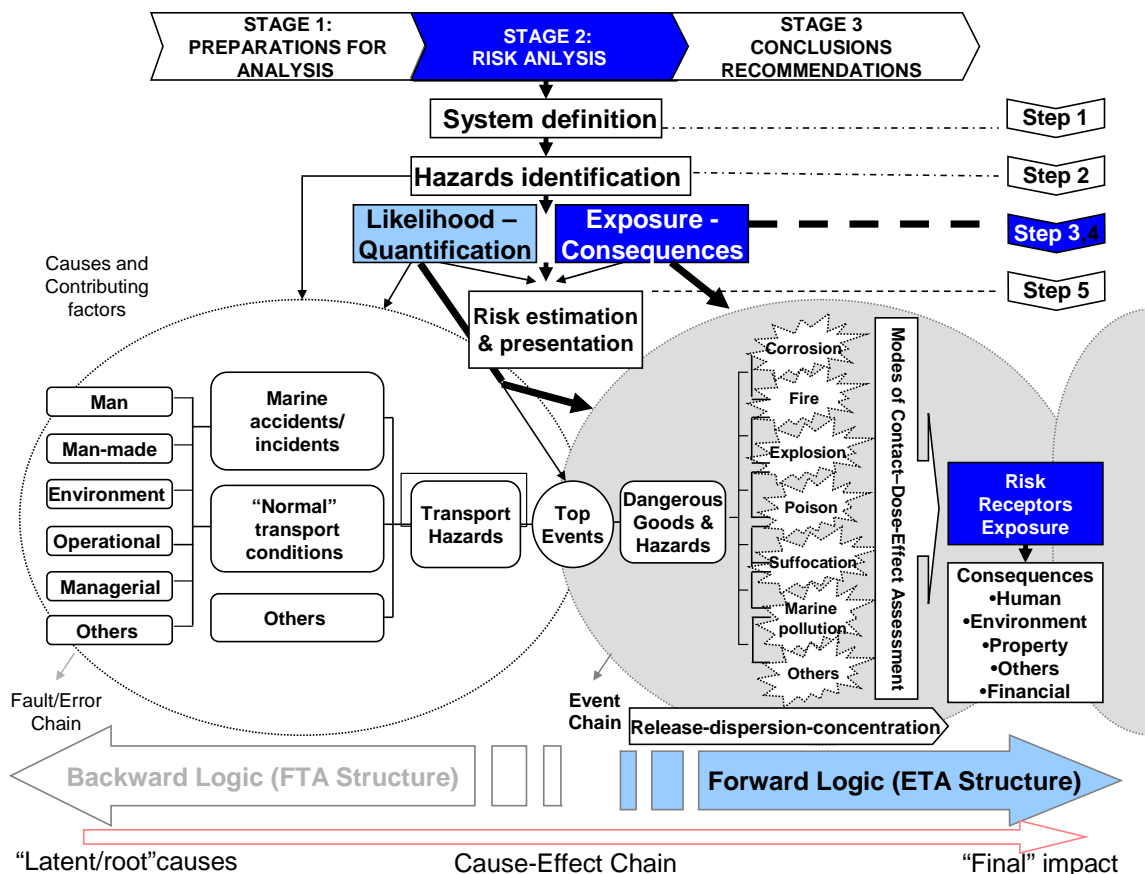 STAGE 1:
PREPARATIONS FOR
ANALYSIS
STAGE 2:
RISK ANLYSIS
STAGE 3
CONCLUSIONS
RECOMMENDATIONS
System definition
Step 1
Hazards identification
Step 2
Likelihood –
Quantification
Exposure -
Consequences
Step 3,4
Causes and
Contributing
factors
Risk estimation
& presentation
Step 5
Man
Man-made
Environment
Operational
Managerial
Others
Marine
accidents/
incidents
“Normal”
transport
conditions
Others
Transport
Hazards
Top
Events
Dangerous
Goods &
Hazards
Corrosion
Fire
Explosion
Poison
Suffocation
Marine
pollution
Others
Modes of Contact–Dose-Effect Assessment
Risk
Receptors
Exposure
Consequences
•Human
•Environment
•Property
•Others
•Financial
Fault/Error
Chain
Event
Chain
Release-dispersion-concentration
Backward Logic (FTA Structure)
Forward Logic (ETA Structure)
“Latent/root”causes
Cause-Effect Chain
“Final” impact